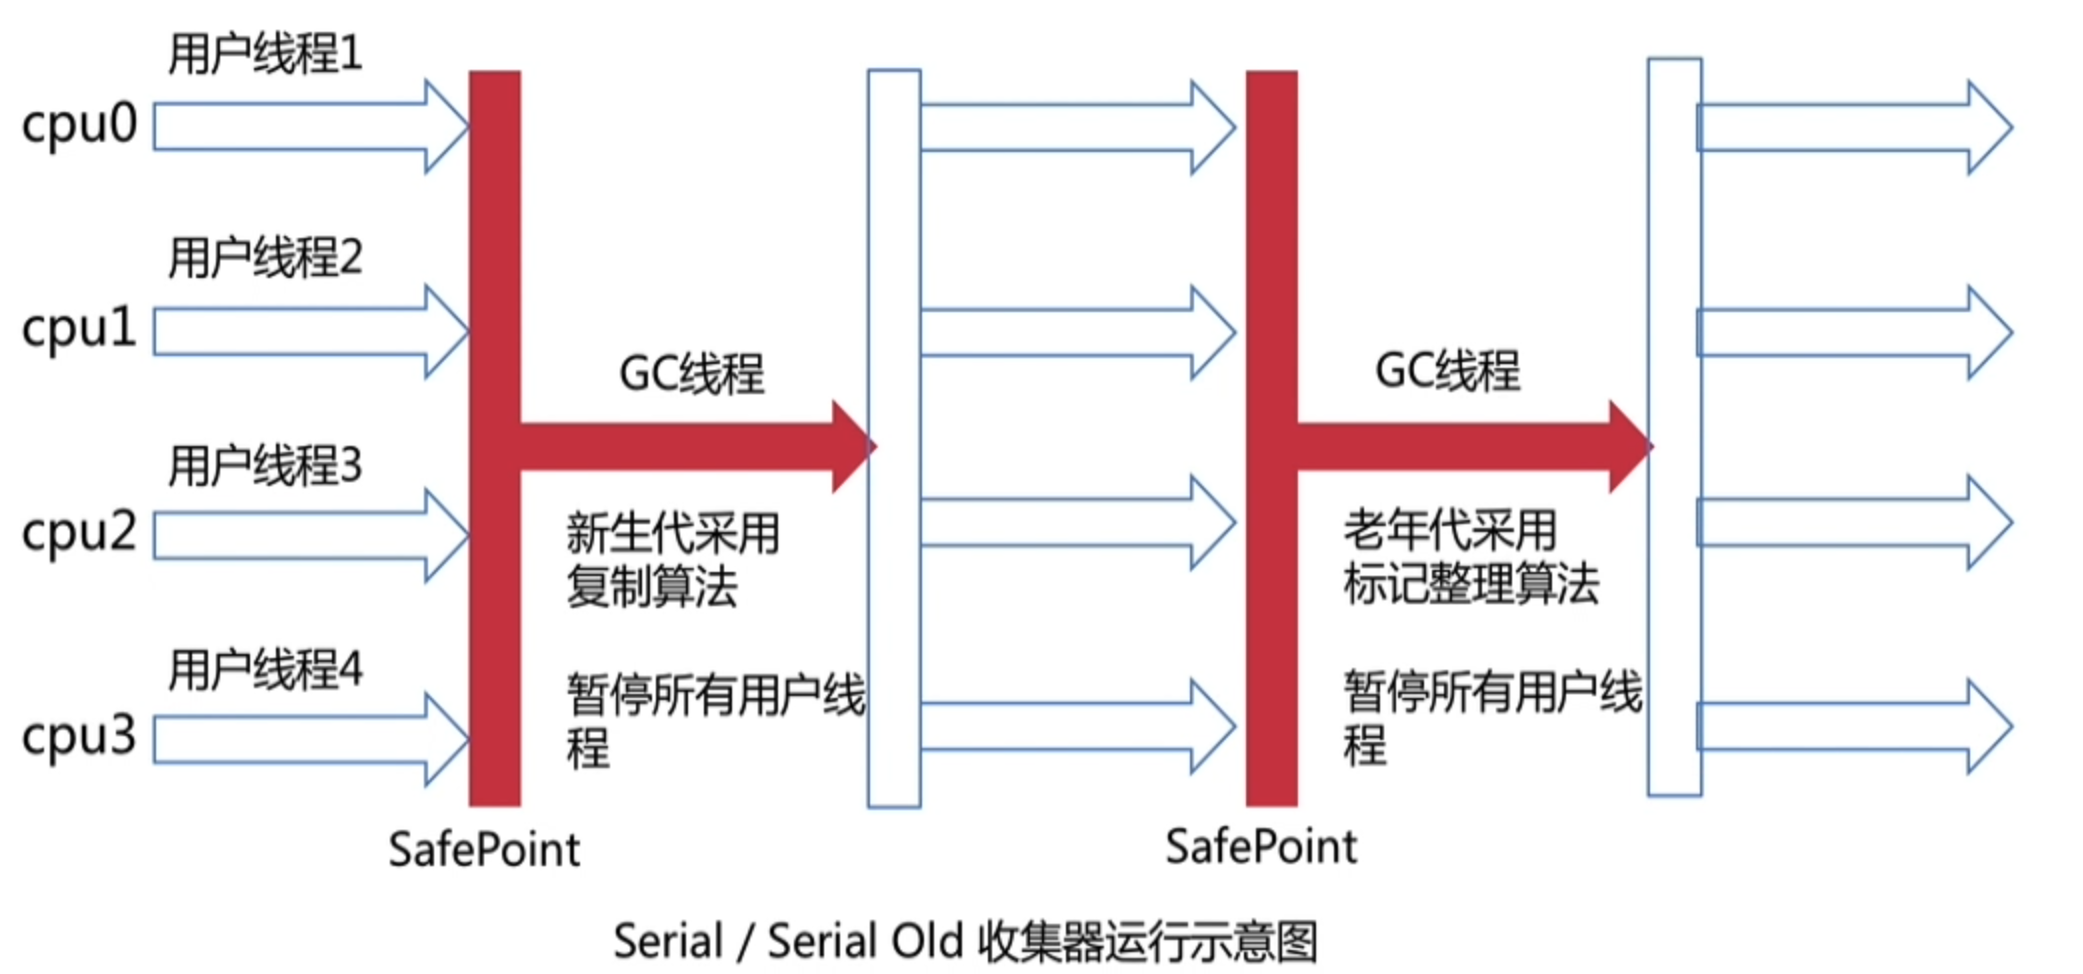 用户线程1
cpu0
用户线程2
cpu1
用户线程3
cpu2
用户线程4
cpu3
GC线程
新生代采用
复制算法
暂停所有用户线
程
SafePoint
GC线程
老年代采用
标记整理算法
暂停所有用户线
程
SafePoint
Serial / Serial Old 收集器运行示意图